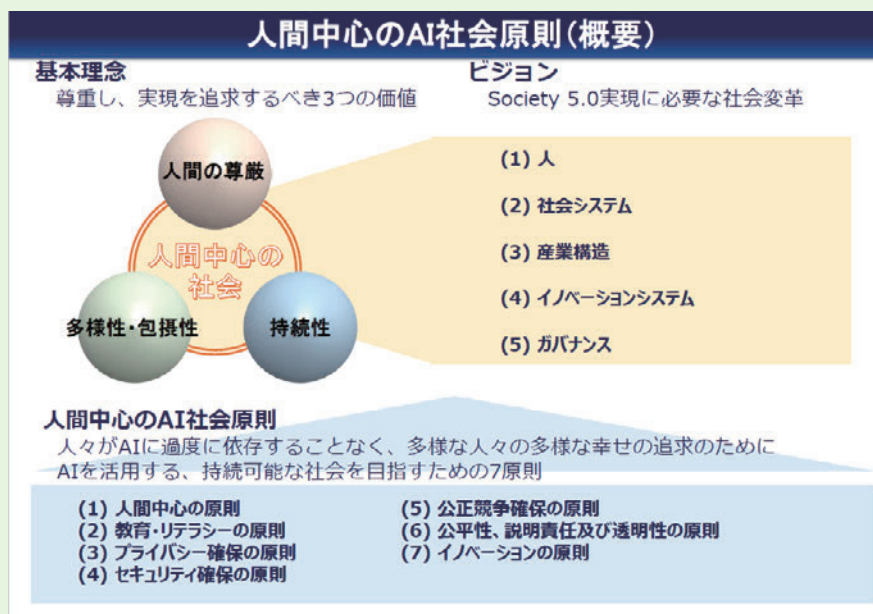 人間中心のAI社会原則(概要)
基本理念
尊重し、実現を追求するべき3つの価値
人間の尊厳
人間中心の
社会
多様性・包摂性
持続性
ビジョン
Society 5.0実現に必要な社会変革
(1) 人
(2) 社会システム
(3) 産業構造
(4) イノベーションシステム
(5) ガバナンス
人間中心のAI社会原則
人々がAIに過度に依存することなく、多様な人々の多様な幸せの追求のために
AIを活用する、持続可能な社会を目指すための7原則
(1) 人間中心の原則
(2) 教育・リテラシーの原則
(3) プライバシー確保の原則
(4) セキュリティ確保の原則
(5) 公正競争確保の原則
(6) 公平性、説明責任及び透明性の原則
(7) イノベーションの原則